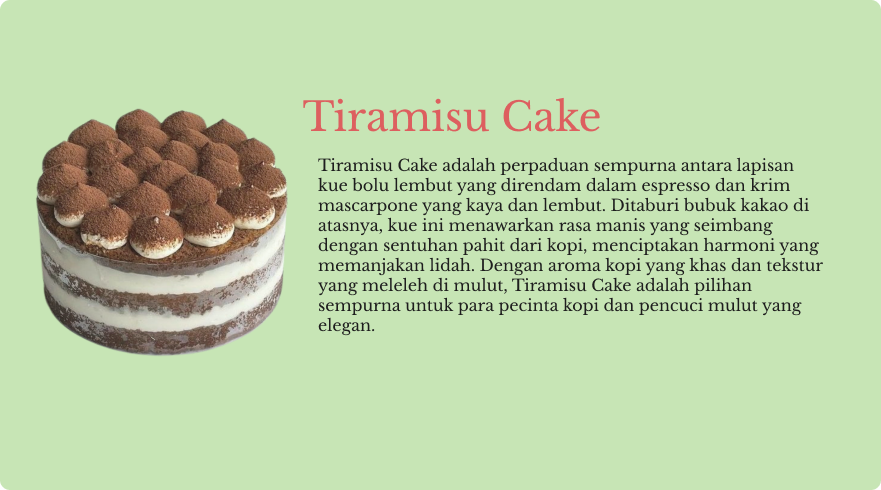 Tiramisu Cake
Tiramisu Cake adalah perpaduan sempurna antara lapisan
kue bolu lembut yang direndam dalam espresso dan krim
mascarpone yang kaya dan lembut. Ditaburi bubuk kakao di
atasnya, kue ini menawarkan rasa manis yang seimbang
dengan sentuhan pahit dari kopi, menciptakan harmoni yang
memanjakan lidah. Dengan aroma kopi yang khas dan tekstur
yang meleleh di mulut, Tiramisu Cake adalah pilihan
sempurna untuk para pecinta kopi dan pencuci mulut yang
elegan.